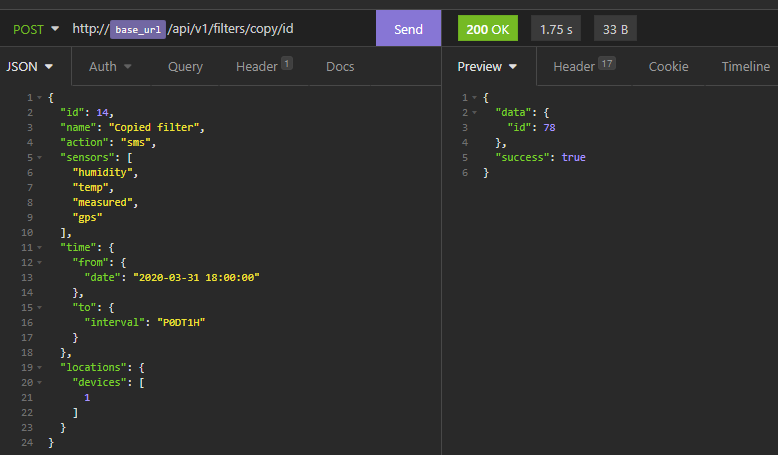 POST http:// base_url /api/v1/filters/copy/id Send 200 OK 1.75 s 33 B
JSON Auth Query Header 1 Docs Preview Header 17 Cookie Timeline
1 {
2 "id": 14,
3 "name": "Copied filter",
4 "action": "sms",
5 "sensors": [
6 "humidity",
7 "temp",
8 "measured",
9 "gps"
10 ],
11 "time": {
12 "from": {
13 "date": "2020-03-31 18:00:00"
14 },
15 "to": {
16 "interval": "P0DT1H"
17 }
18 },
19 "locations": {
20 "devices": [
21 1
22 ]
23 }
24 }
1 {
2 "data": {
3 "id": 78
4 },
5 "success": true
6 }